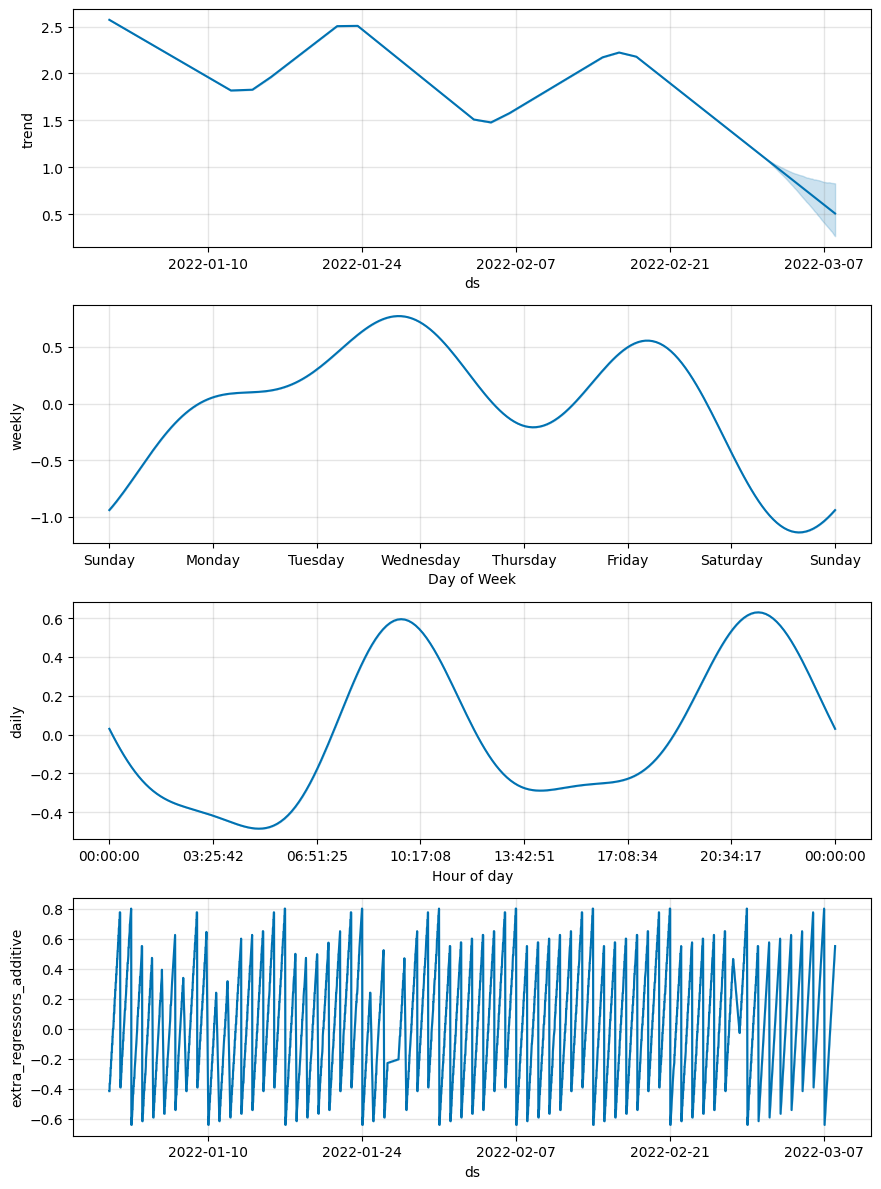 trend
2.5
2.0
1.5
1.0
0.5
2022-01-10 2022-01-24 2022-02-07 2022-02-21 2022-03-07
ds
weekly
0.5
0.0
−0.5
−1.0
Sunday Monday Tuesday Wednesday Thursday Friday Saturday Sunday
Day of Week
daily
0.6
0.4
0.2
0.0
−0.2
−0.4
00:00:00 03:25:42 06:51:25 10:17:08 13:42:51 17:08:34 20:34:17 00:00:00
Hour of day
extra_regressors_additive
0.8
0.6
0.4
0.2
0.0
−0.2
−0.4
−0.6
2022-01-10 2022-01-24 2022-02-07 2022-02-21 2022-03-07
ds